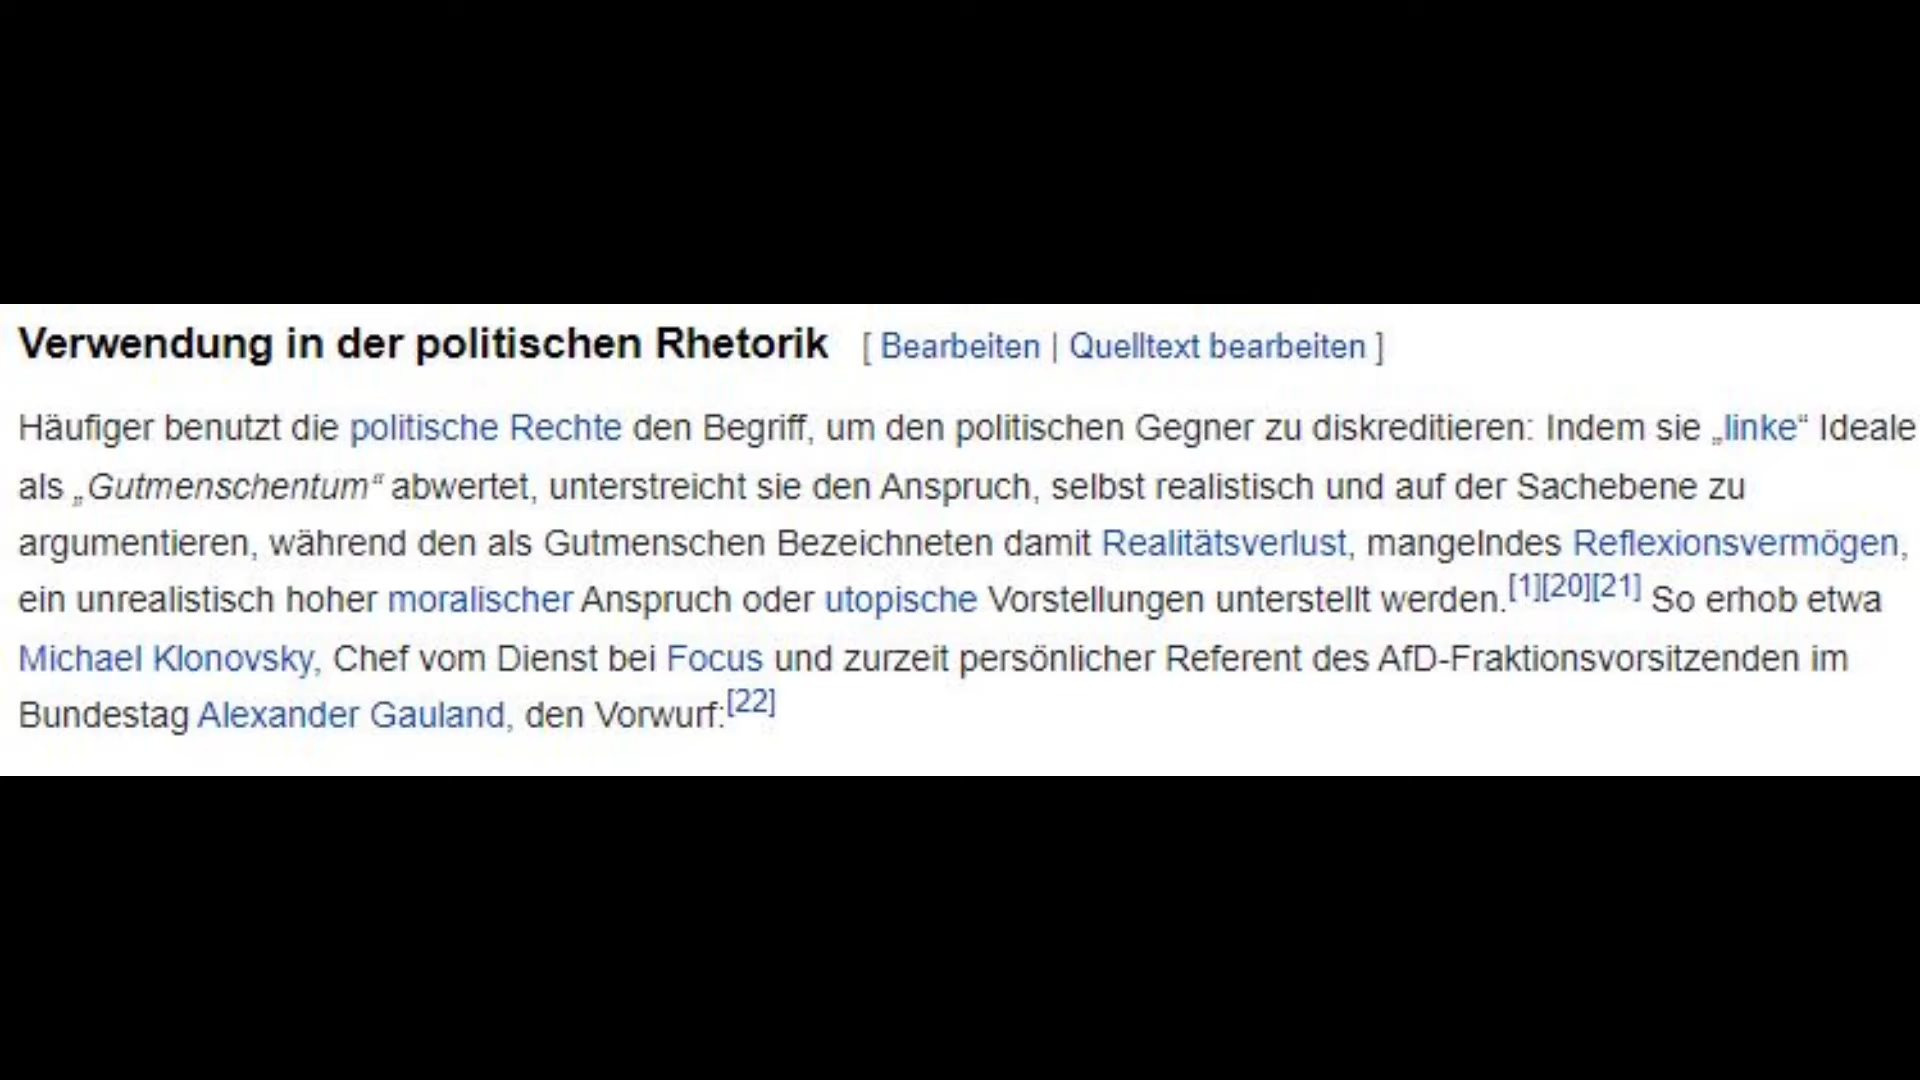 Verwendung in der politischen Rhetorik [ Bearbeiten | Quelltext bearbeiten ]
Häufiger benutzt die politische Rechte den Begriff, um den politischen Gegner zu diskreditieren: Indem sie „linke“ Ideale
als „Gutmenschentum“ abwertet, unterstreicht sie den Anspruch, selbst realistisch und auf der Sachebene zu
argumentieren, während den als Gutmenschen Bezeichneten damit Realitätsverlust, mangelndes Reflexionsvermögen,
ein unrealistisch hoher moralischer Anspruch oder utopische Vorstellungen unterstellt werden.[1][20][21] So erhob etwa
Michael Klonovsky, Chef vom Dienst bei Focus und zurzeit persönlicher Referent des AfD-Fraktionsvorsitzenden im
Bundestag Alexander Gauland, den Vorwurf:[22]